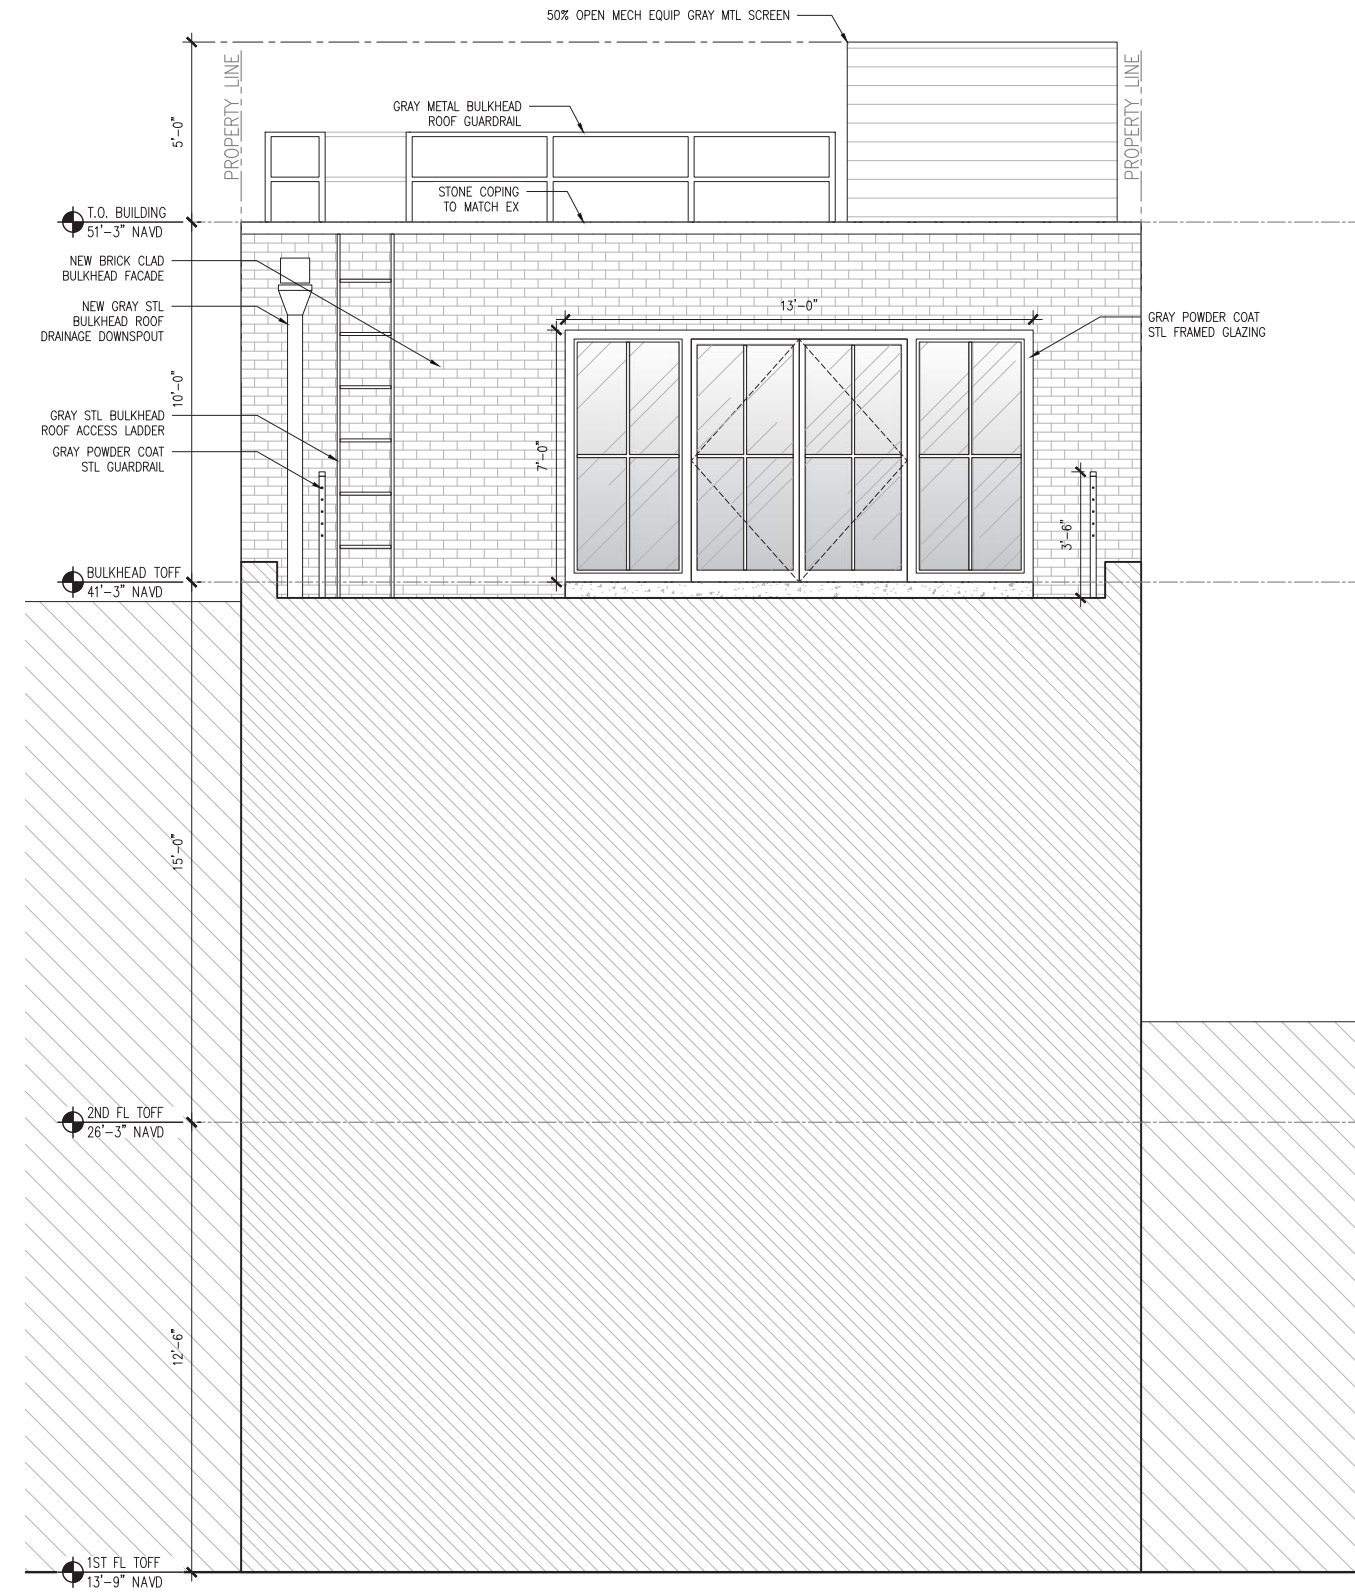 50% OPEN MECH EQUIP GRAY MTL SCREEN
PROPERTY LINE
PROPERTY LINE
5'-0"
GRAY METAL BULKHEAD
ROOF GUARDRAIL
STONE COPING
TO MATCH EX
T.O. BUILDING
51'-3" NAVD
NEW BRICK CLAD
BULKHEAD FACADE
NEW GRAY STL
BULKHEAD ROOF
DRAINAGE DOWNSPOUT
13'-0"
GRAY POWDER COAT
STL FRAMED GLAZING
10'-0"
GRAY STL BULKHEAD
ROOF ACCESS LADDER
GRAY POWDER COAT
STL GUARDRAIL
7'-0"
3'-6"
BULKHEAD TOFF
41'-3" NAVD
15'-0"
2ND FL TOFF
26'-3" NAVD
12'-6"
1ST FL TOFF
13'-9" NAVD